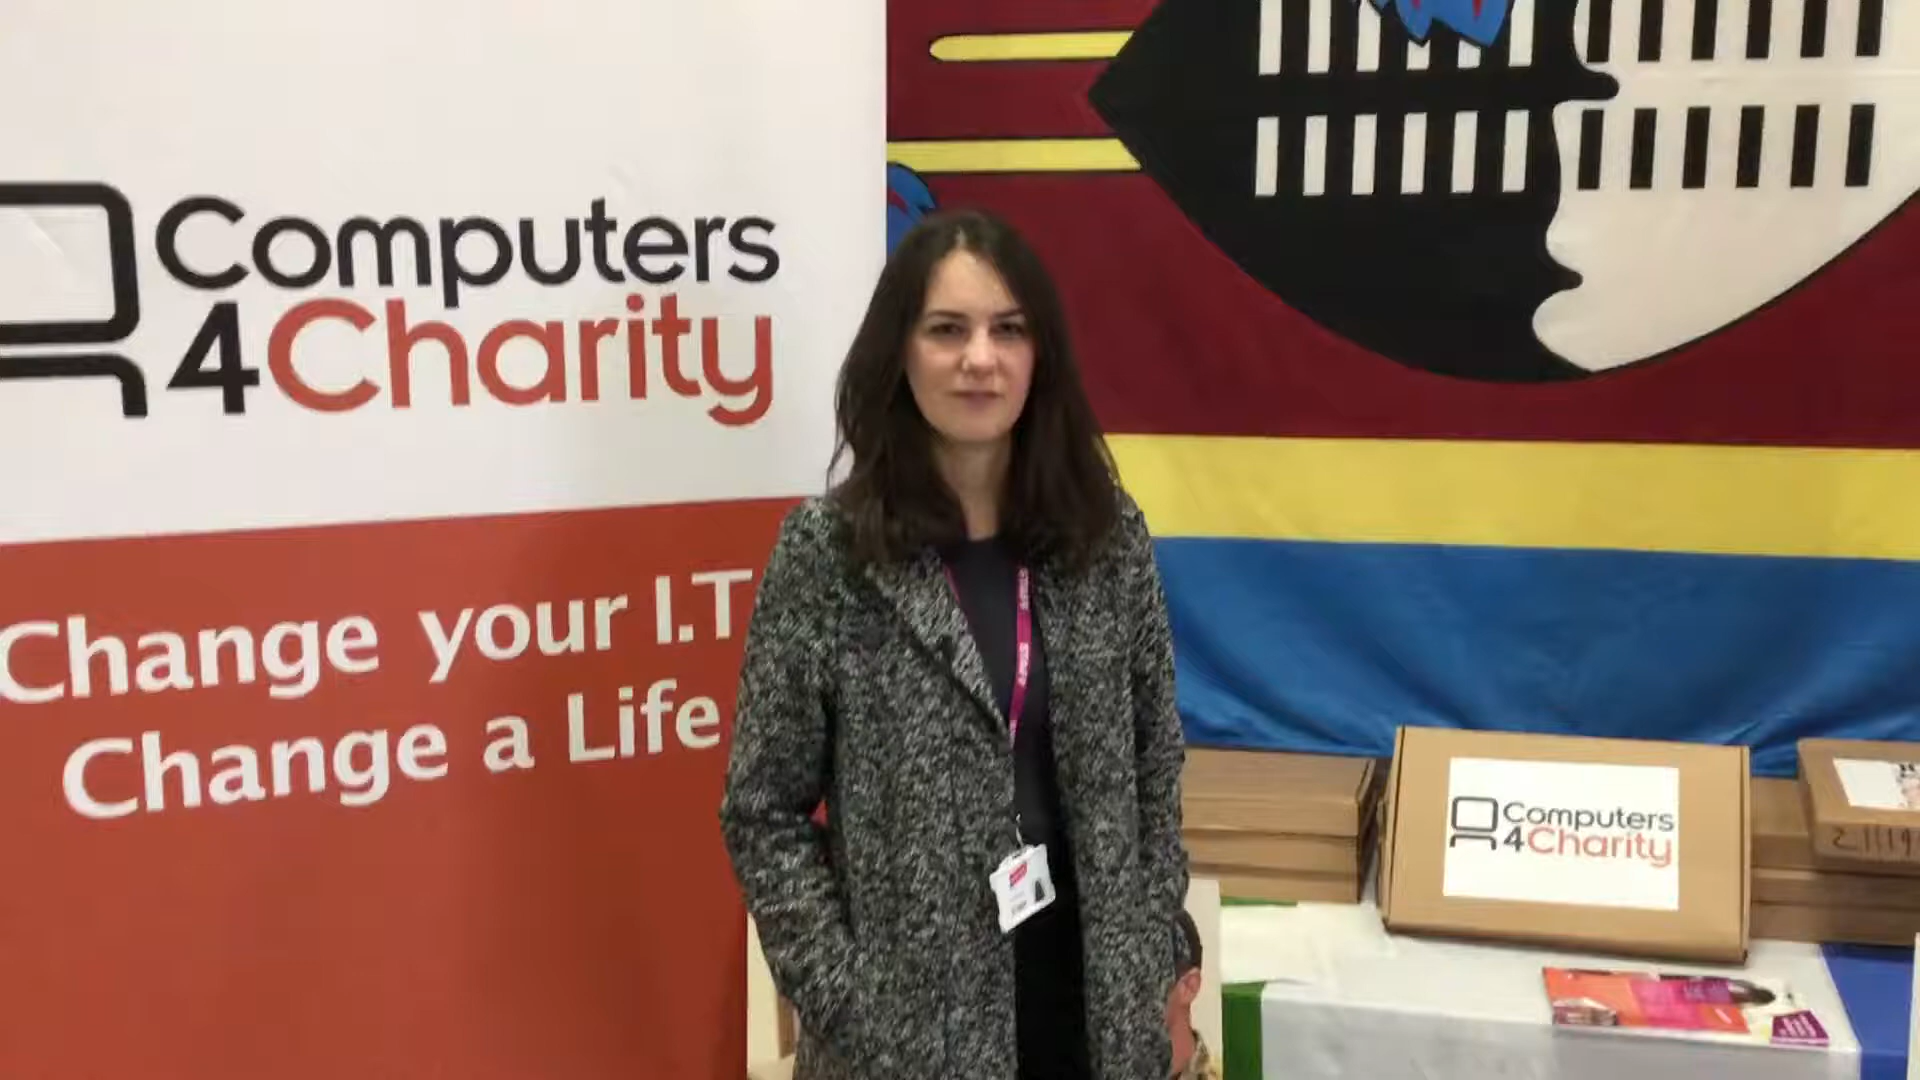 Computers
4Charity
Change your I.T
Change a Life
Computers
4Charity